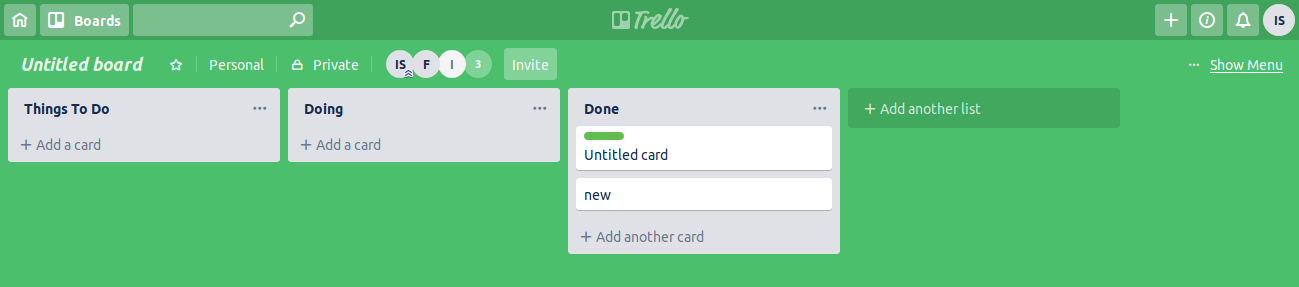 Boards
Trello
IS
Untitled board
Personal
Private
IS
F
I
3
Invite
... Show Menu
Things To Do
+ Add a card
Doing
+ Add a card
Done
Untitled card
new
+ Add another card
+ Add another list